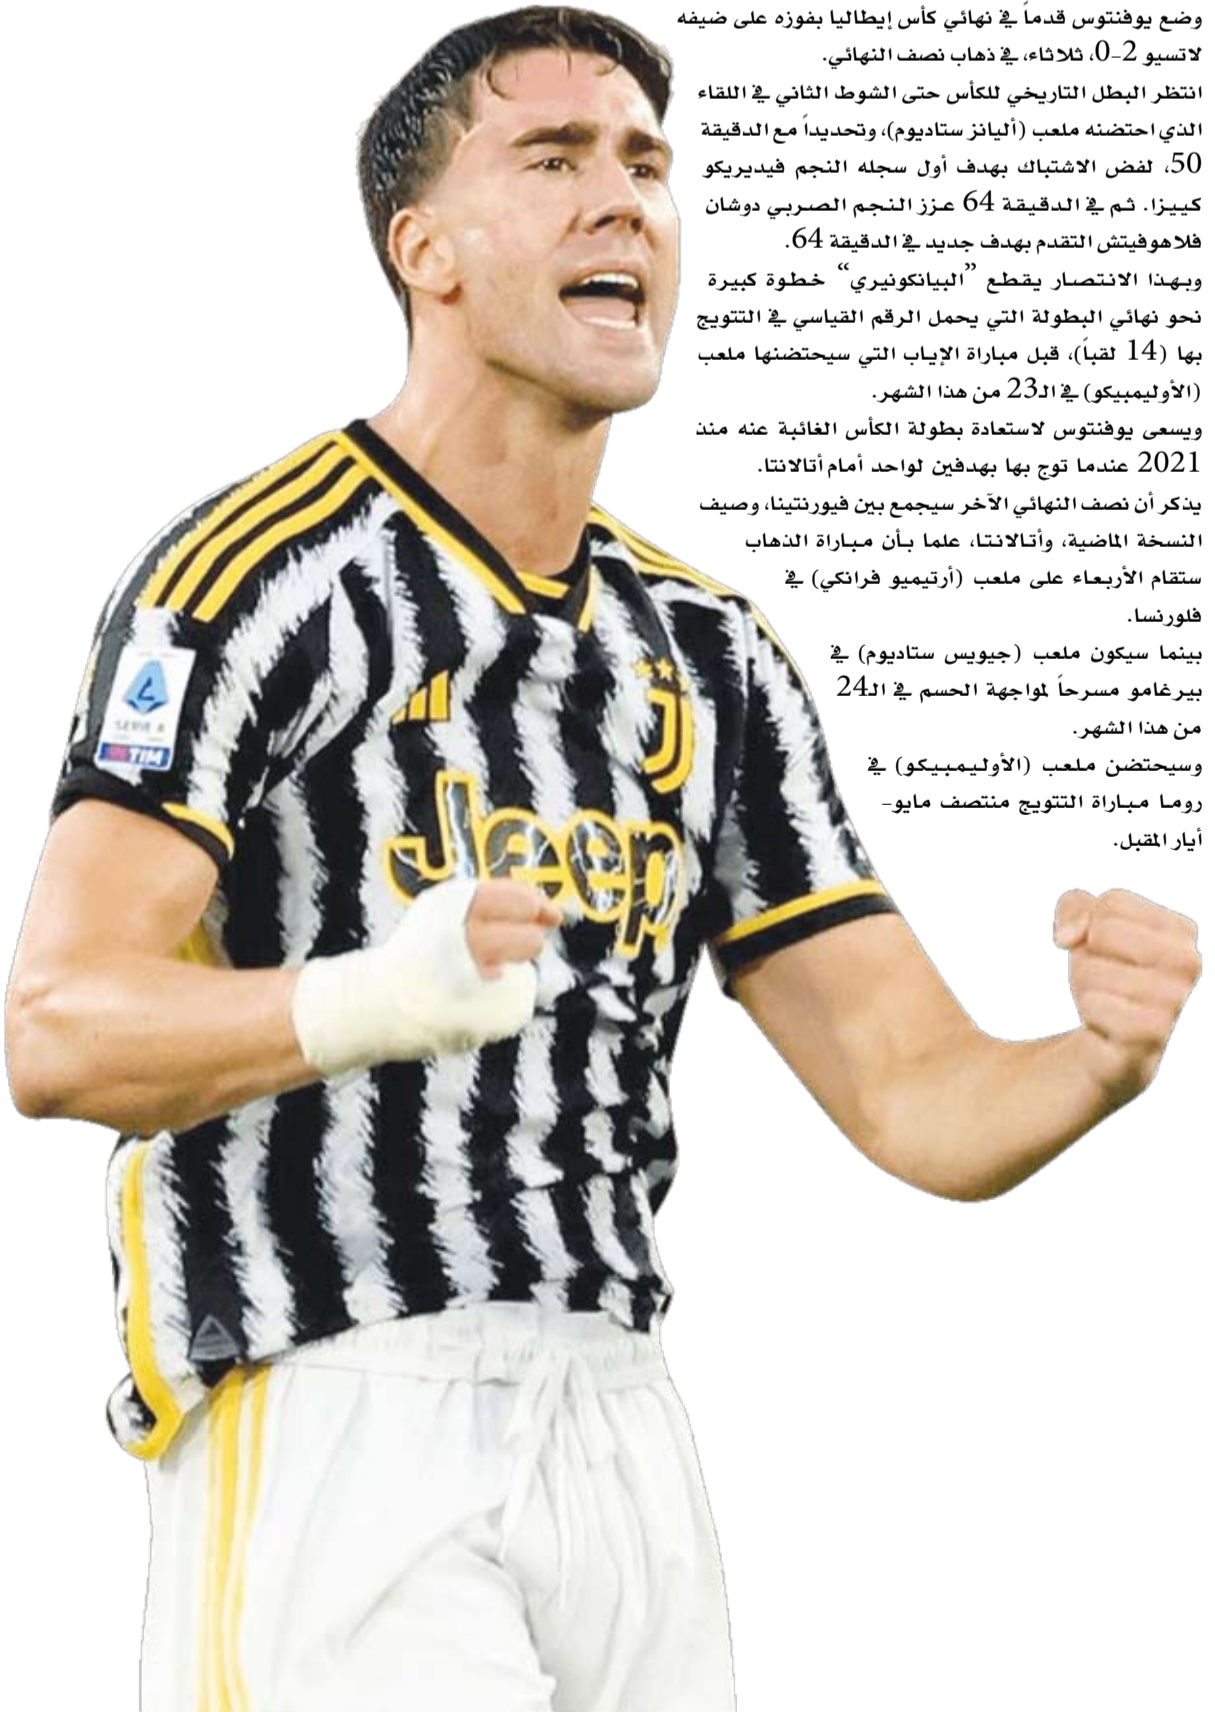 وضع يوفنتوس قدماً في نهائي كأس إيطاليا بفوزه على ضيفه
لاتسيو 2-0، ثلاثاء، في ذهاب نصف النهائي.
انتظر البطل التاريخي للكأس حتى الشوط الثاني في اللقاء
الذي احتضنه ملعب (أليانز ستاديوم)، وتحديداً مع الدقيقة
50، لفض الاشتباك بهدف أول سجله النجم فيديريكو
كييزا. ثم في الدقيقة 64 عزز النجم الصربي دوشان
فلاهوفيتش التقدم بهدف جديد في الدقيقة 64.
وبهذا الانتصار يقطع ”البيانكونيري“ خطوة كبيرة
نحو نهائي البطولة التي يحمل الرقم القياسي في التتويج
بها (14 لقباً)، قبل مباراة الإياب التي سيحتضنها ملعب
(الأوليمبيكو) في الـ23 من هذا الشهر.
ويسعى يوفنتوس لاستعادة بطولة الكأس الغائبة عنه منذ
2021 عندما توج بها بهدفين لواحد أمام أتالانتا.
يذكر أن نصف النهائي الآخر سيجمع بين فيورنتينا، وصيف
النسخة الماضية، وأتالانتا، علما بأن مباراة الذهاب
ستقام الأربعاء على ملعب (أرتيميو فرانكي) في
فلورنسا.
بينما سيكون ملعب (جيويس ستاديوم) في
بيرغامو مسرحاً لمواجهة الحسم في الـ24
من هذا الشهر.
وسيحتضن ملعب (الأوليمبيكو) في
روما مباراة التتويج منتصف مايو-
أيار المقبل.
SERIE A
TIM
Jeep